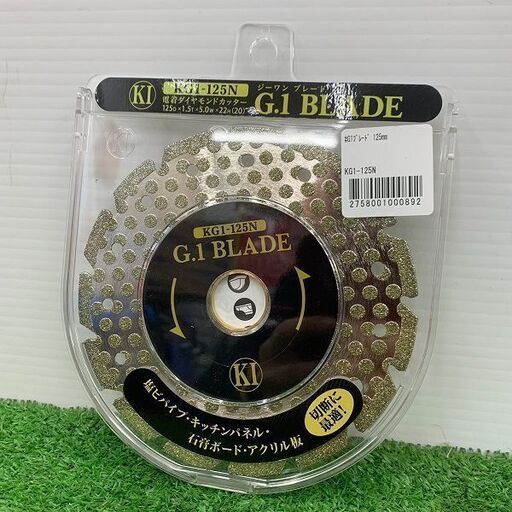 KI
KG1-125N
電着ダイヤモンドカッター
125D×1.5T×5.0W×22H(20)
ジーワン ブレード
G.1 BLADE
#G1ブレード 125mm
KG1-125N
2758001000892
KG1-125N
G.1 BLADE
KI
塩ビパイプ・キッチンパネル・
石膏ボード・アクリル板
切断に
最適!